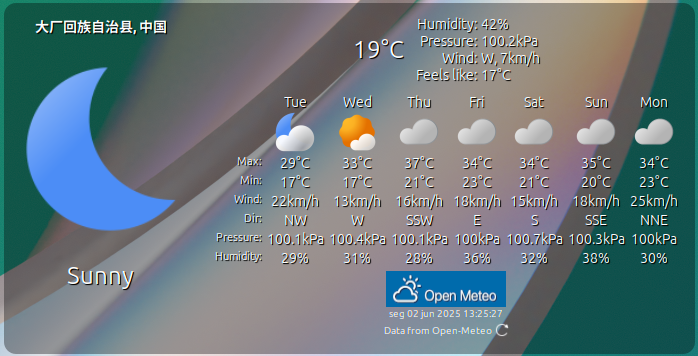 大厂回族自治县, 中国
19°C
Humidity: 42%
Pressure: 100.2kPa
Wind: W, 7km/h
Feels like: 17°C
Sunny
Tue Wed Thu Fri Sat Sun Mon
Max: 29°C 33°C 37°C 34°C 34°C 35°C 34°C
Min: 17°C 17°C 21°C 23°C 21°C 20°C 23°C
Wind: 22km/h 13km/h 16km/h 18km/h 15km/h 18km/h 25km/h
Dir: NW W SSW E S SSE NNE
Pressure: 100.1kPa 100.4kPa 100.1kPa 100kPa 100.7kPa 100.3kPa 100kPa
Humidity: 29% 31% 28% 36% 32% 38% 30%
Open Meteo
seg 02 jun 2025 13:25:27
Data from Open-Meteo